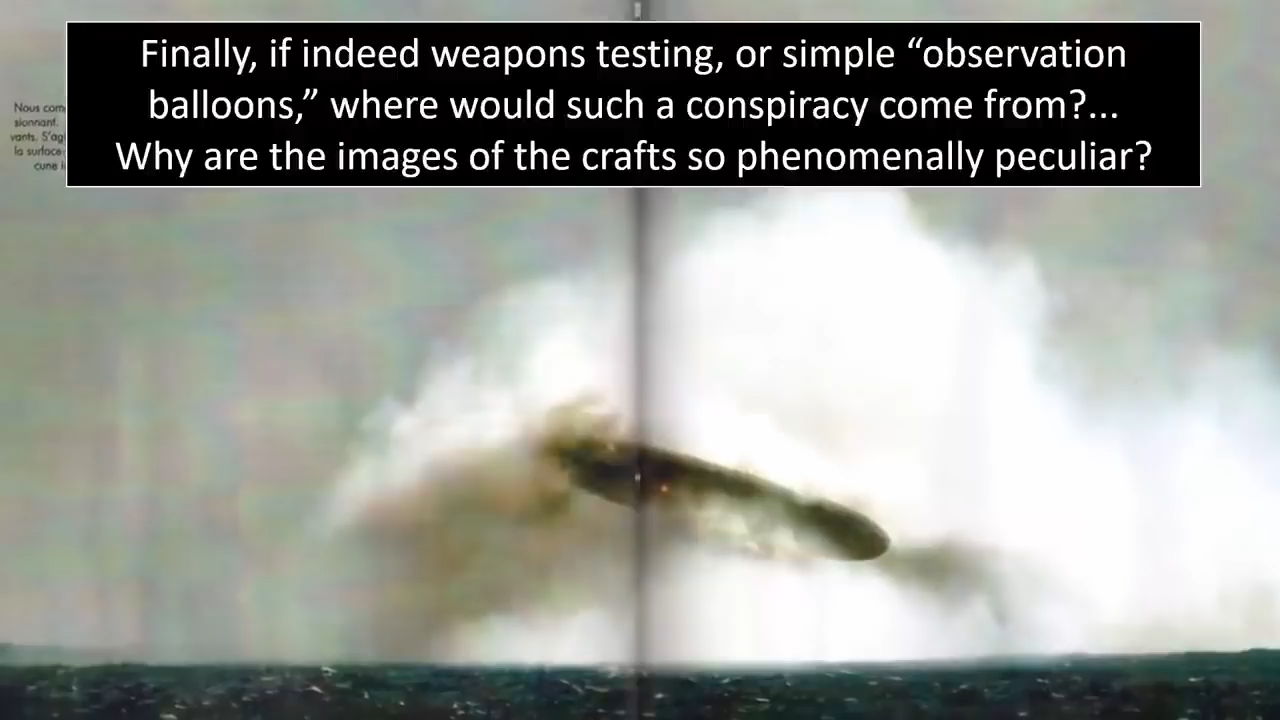 Finally, if indeed weapons testing, or simple “observation
balloons,” where would such a conspiracy come from?...
Why are the images of the crafts so phenomenally peculiar?
Nous com
sionnant.
vants. S'ag
la surface
cune i